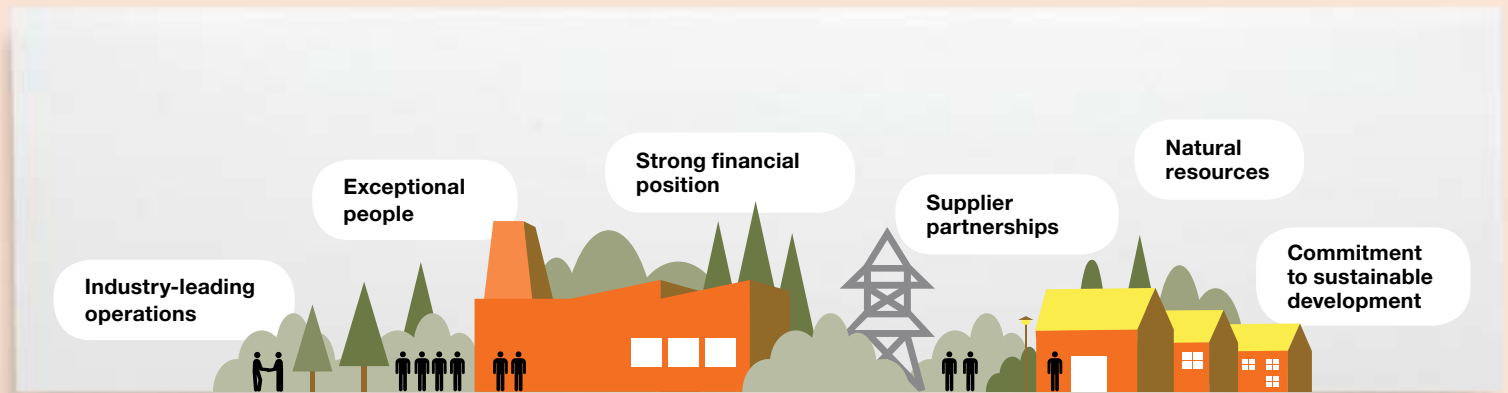 Industry-leading
operations
Exceptional
people
Strong financial
position
Supplier
partnerships
Natural
resources
Commitment
to sustainable
development